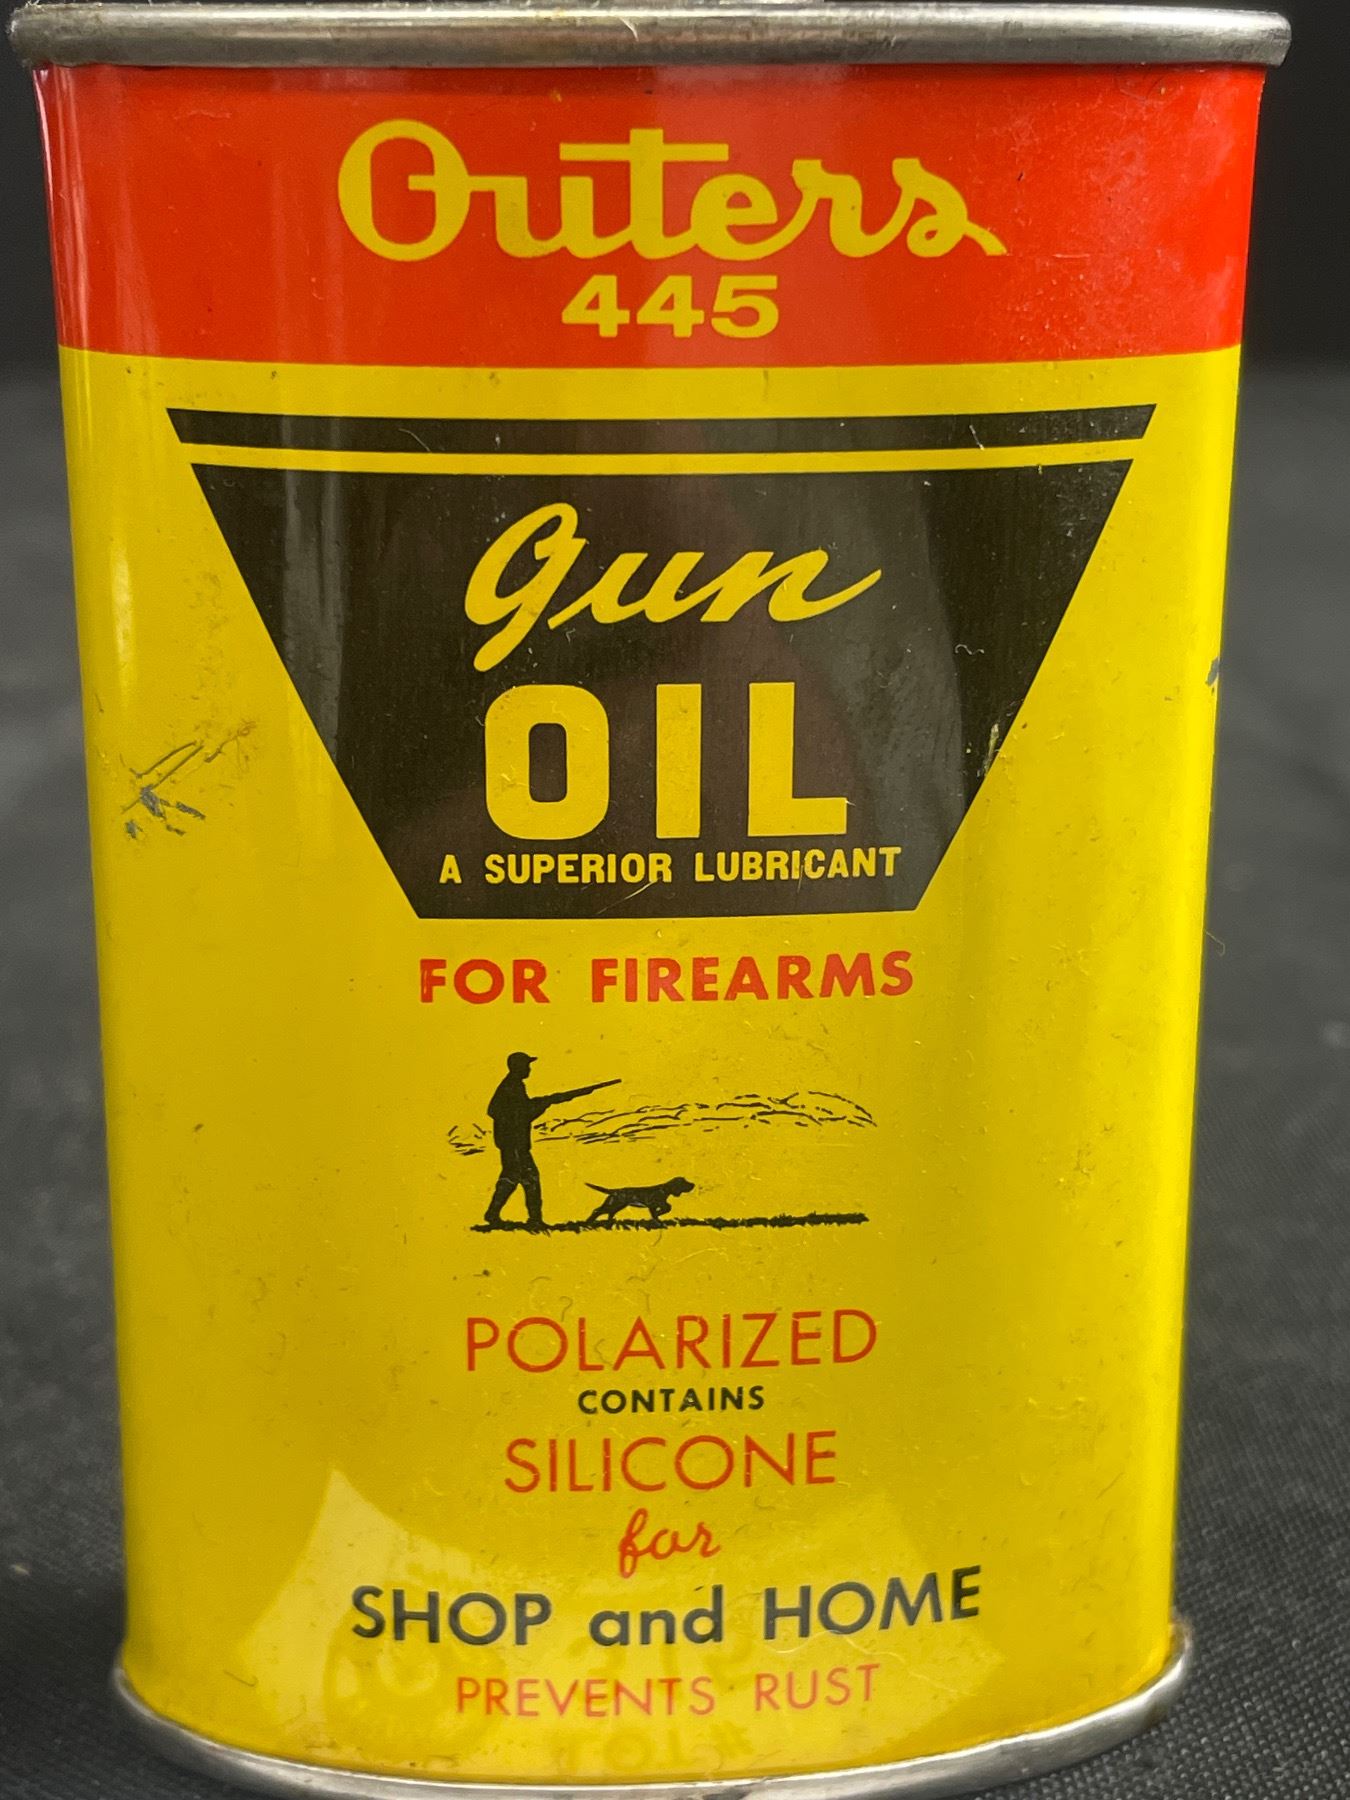 Outers
445
gun
OIL
A SUPERIOR LUBRICANT
FOR FIREARMS
POLARIZED
CONTAINS
SILICONE
for
SHOP and HOME
PREVENTS RUST